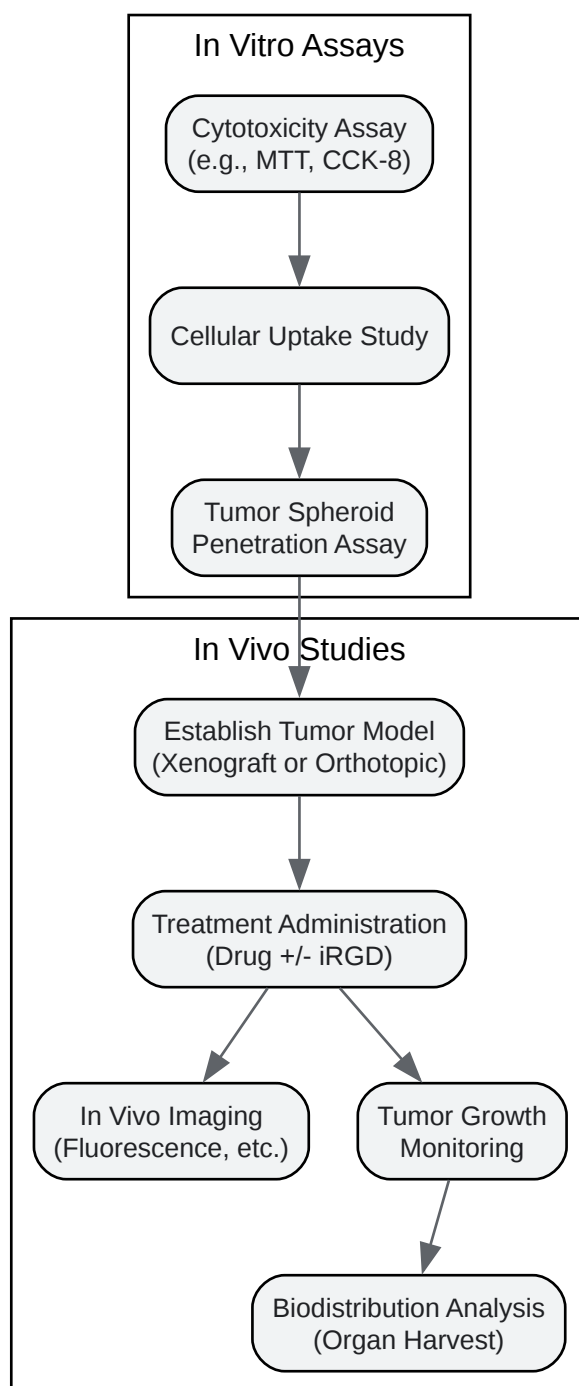 In Vitro Assays
Cytotoxicity Assay
(e.g., MTT, CCK-8)
Cellular Uptake Study
Tumor Spheroid
Penetration Assay
In Vivo Studies
Establish Tumor Model
(Xenograft or Orthotopic)
Treatment Administration
(Drug +/- iRGD)
In Vivo Imaging
(Fluorescence, etc.)
Tumor Growth
Monitoring
Biodistribution Analysis
(Organ Harvest)